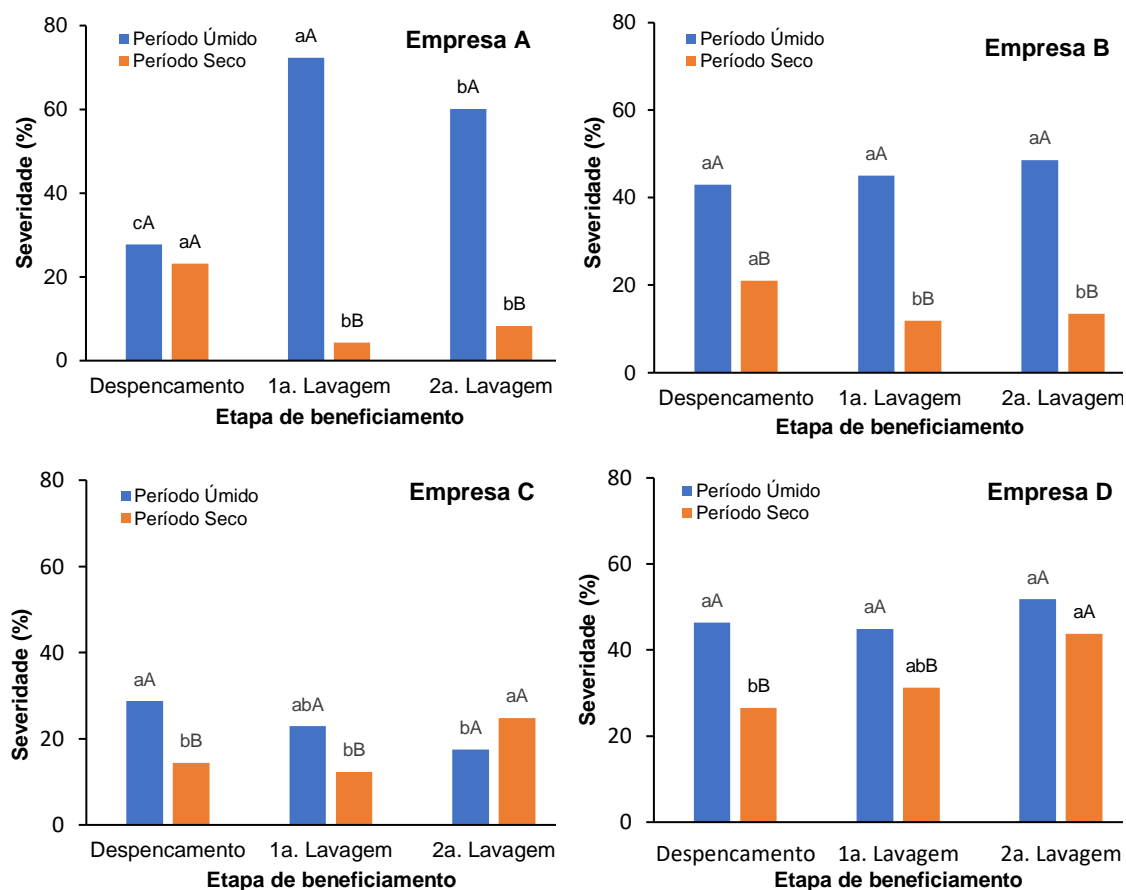 Empresa A
Período Úmido
Período Seco
Severidade (%)
80
60
40
20
0
cA
aA
aA
bB
bA
bB
Despencamento 1a. Lavagem 2a. Lavagem
Etapa de beneficiamento
Empresa B
Período Úmido
Período Seco
Severidade (%)
80
60
40
20
0
aA
aB
aA
bB
aA
bB
Despencamento 1a. Lavagem 2a. Lavagem
Etapa de beneficiamento
Empresa C
Período Úmido
Período Seco
Severidade (%)
80
60
40
20
0
aA
bB
abA
bB
bA
aA
Despencamento 1a. Lavagem 2a. Lavagem
Etapa de beneficiamento
Empresa D
Período Úmido
Período Seco
Severidade (%)
80
60
40
20
0
aA
bB
aA
abB
aA
aA
Despencamento 1a. Lavagem 2a. Lavagem
Etapa de beneficiamento